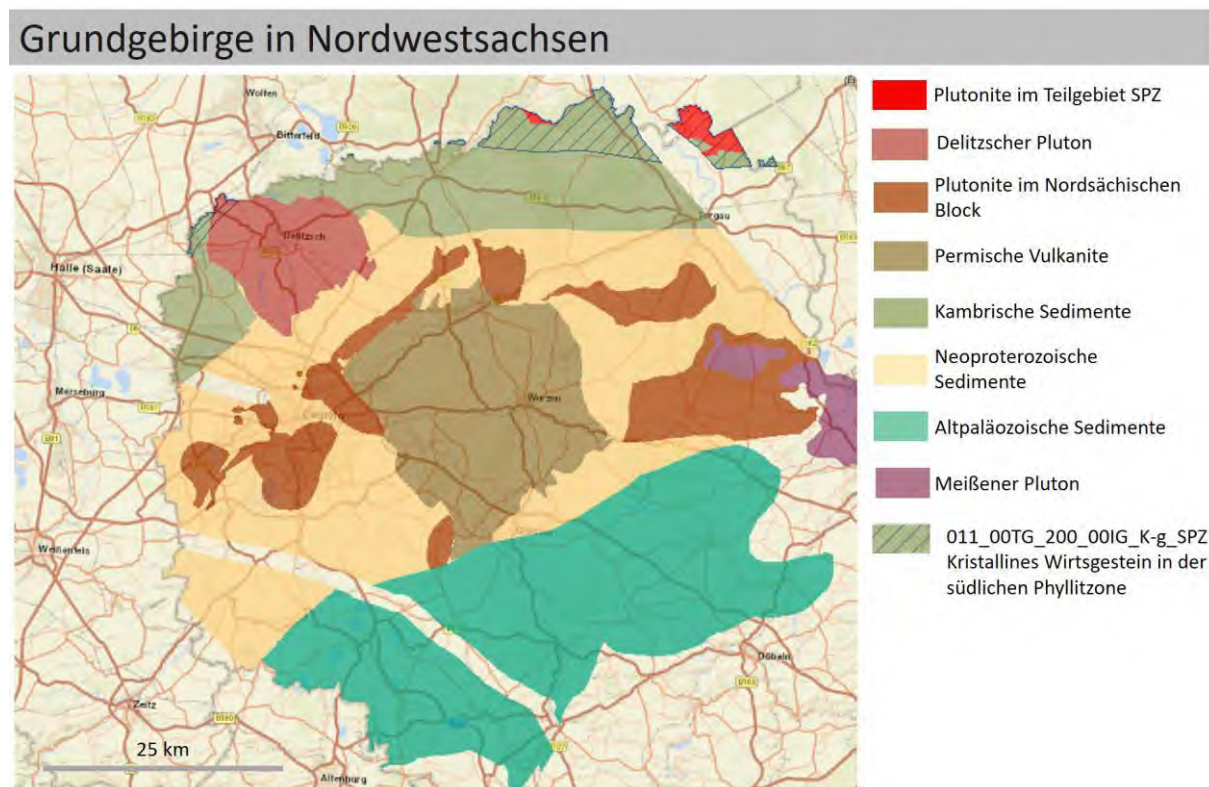 Grundgebirge in Nordwestsachsen
Wolfen
Bitterfeld
Delitzsch
Halle (Saale)
Merseburg
B91
Weißenfels
Zeitz
Altenburg
Wurzen
Torgau
Döbeln
25 km
Plutonite im Teilgebiet SPZ
Delitzscher Pluton
Plutonite im Nordsächischen
Block
Permische Vulkanite
Kambrische Sedimente
Neoproterozoische
Sedimente
Altpaläozoische Sedimente
Meißener Pluton
011_00TG_200_00IG_K-g_SPZ
Kristallines Wirtsgestein in der
südlichen Phyllitzone